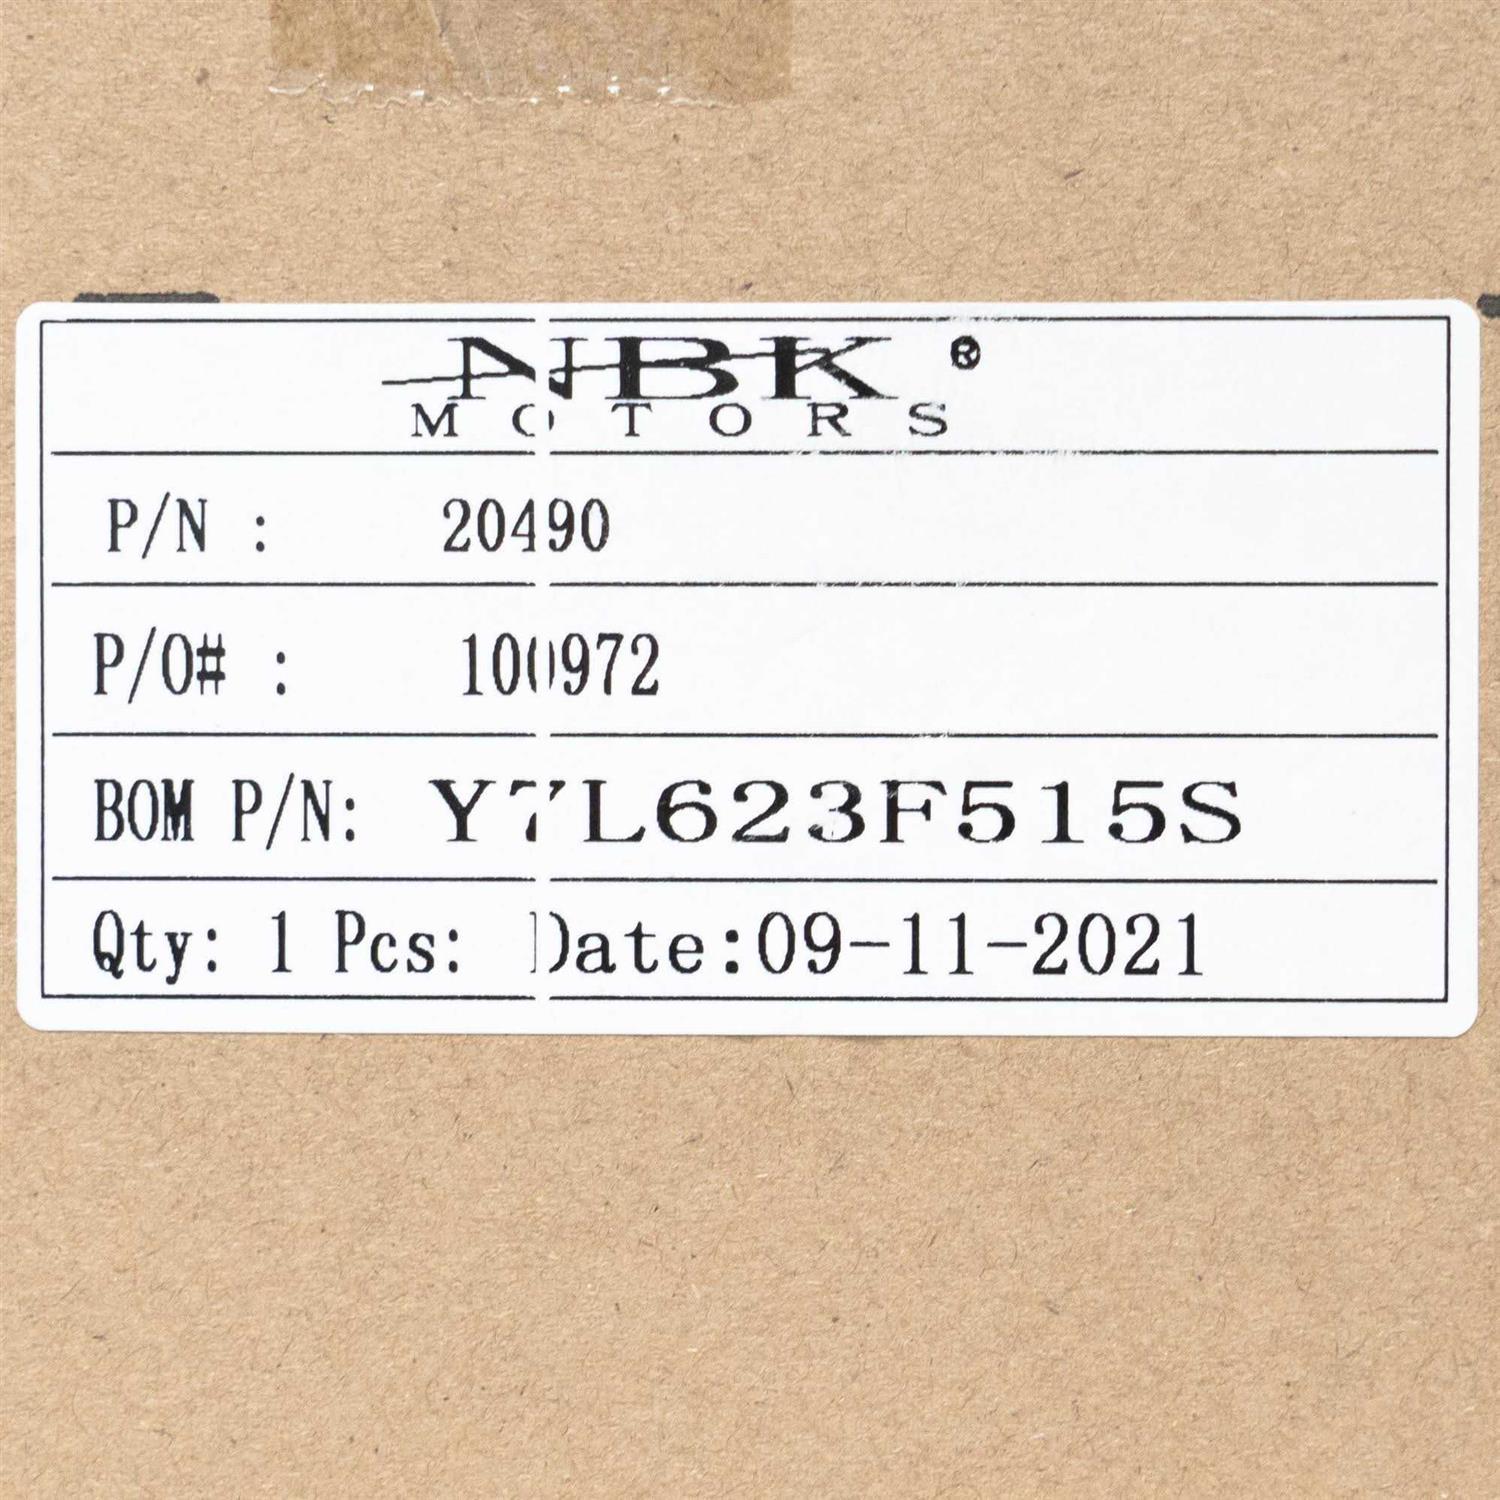 NBK ®
MOTORS
P/N : 20490
P/O# : 100972
BOM P/N: Y7L623F515S
Qty: 1 Pcs: Date:09-11-2021